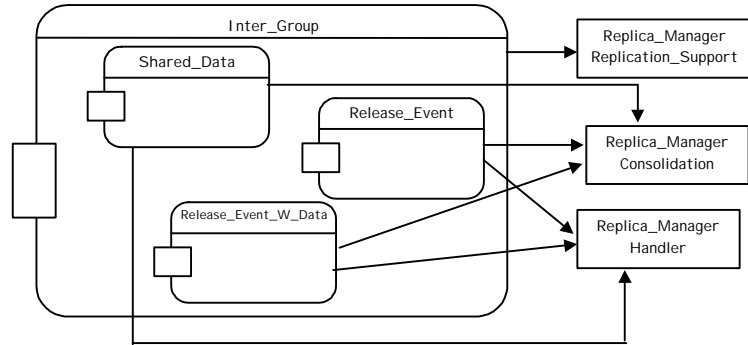 Inter_Group
Replica_Manager
Replication_Support
Shared_Data
Release_Event
Replica_Manager
Consolidation
Release_Event_W_Data
Replica_Manager
Handler